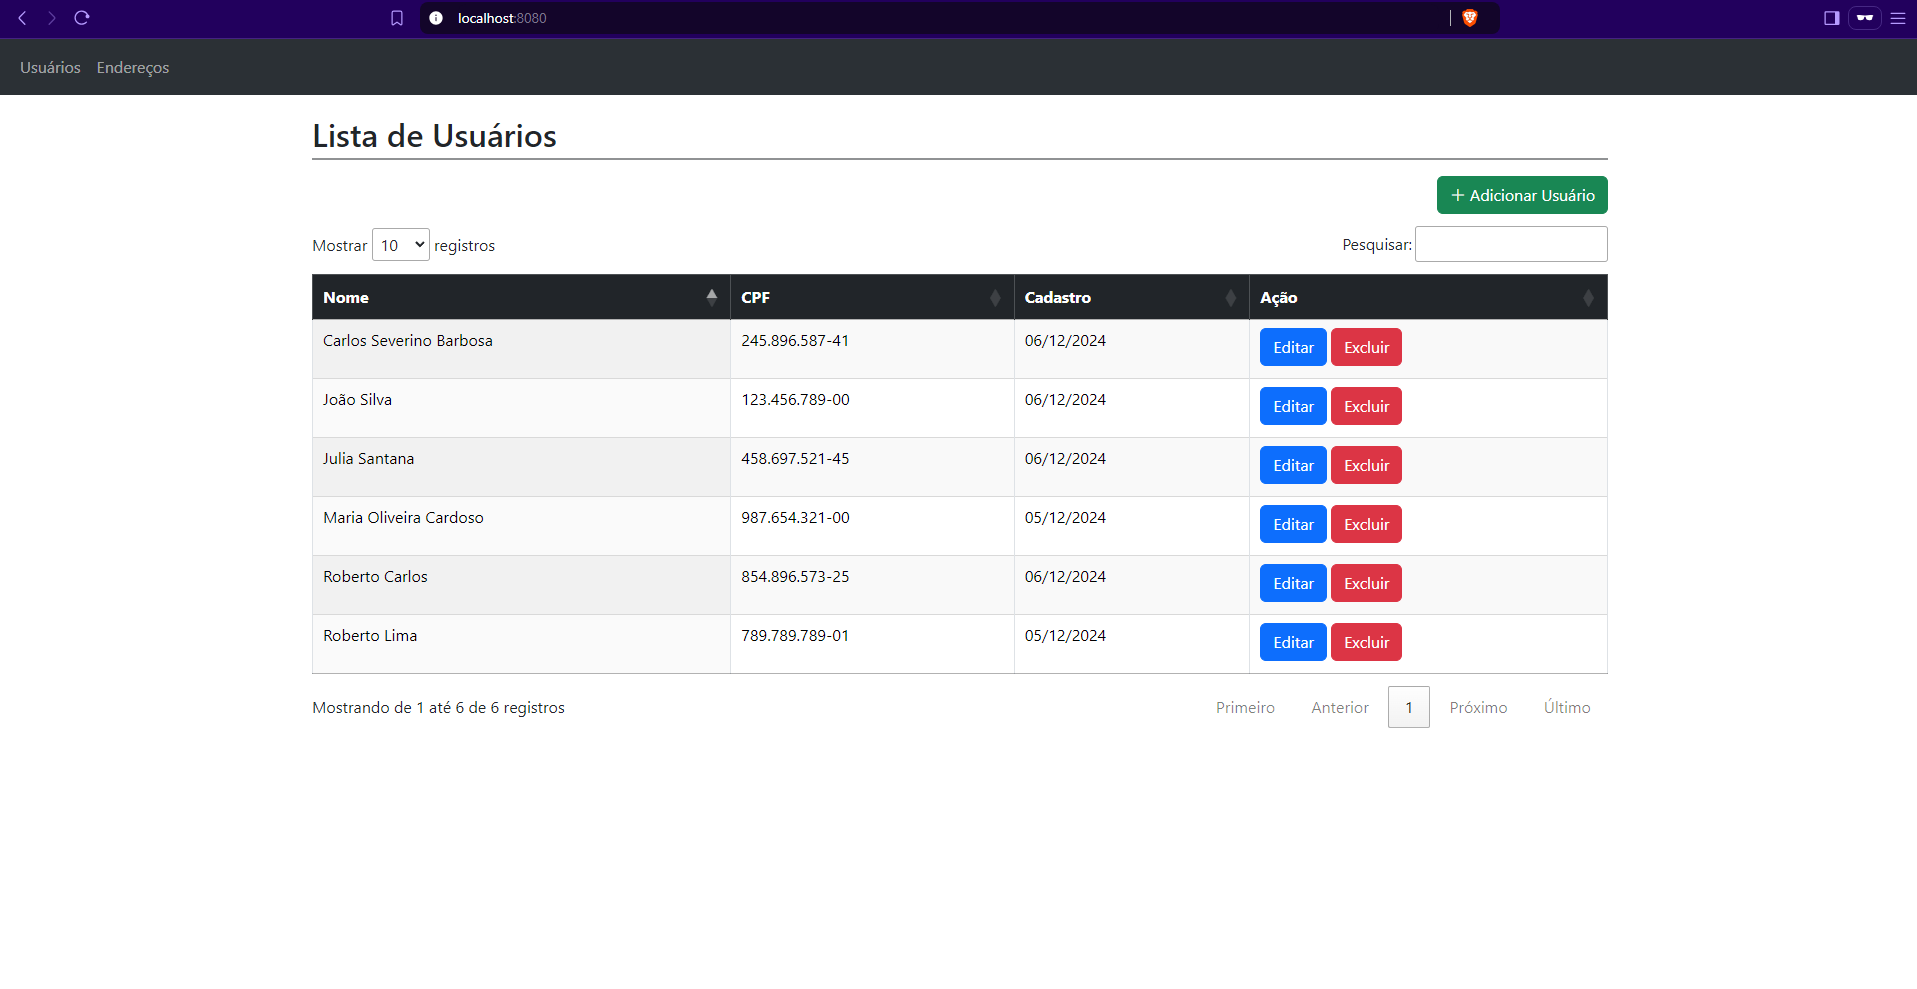 localhost:8080
Usuários Endereços
Lista de Usuários
+ Adicionar Usuário
Mostrar 10 registros Pesquisar:
Nome CPF Cadastro Ação
Carlos Severino Barbosa 245.896.587-41 06/12/2024 Editar Excluir
João Silva 123.456.789-00 06/12/2024 Editar Excluir
Julia Santana 458.697.521-45 06/12/2024 Editar Excluir
Maria Oliveira Cardoso 987.654.321-00 05/12/2024 Editar Excluir
Roberto Carlos 854.896.573-25 06/12/2024 Editar Excluir
Roberto Lima 789.789.789-01 05/12/2024 Editar Excluir
Mostrando de 1 até 6 de 6 registros Primeiro Anterior 1 Próximo Último